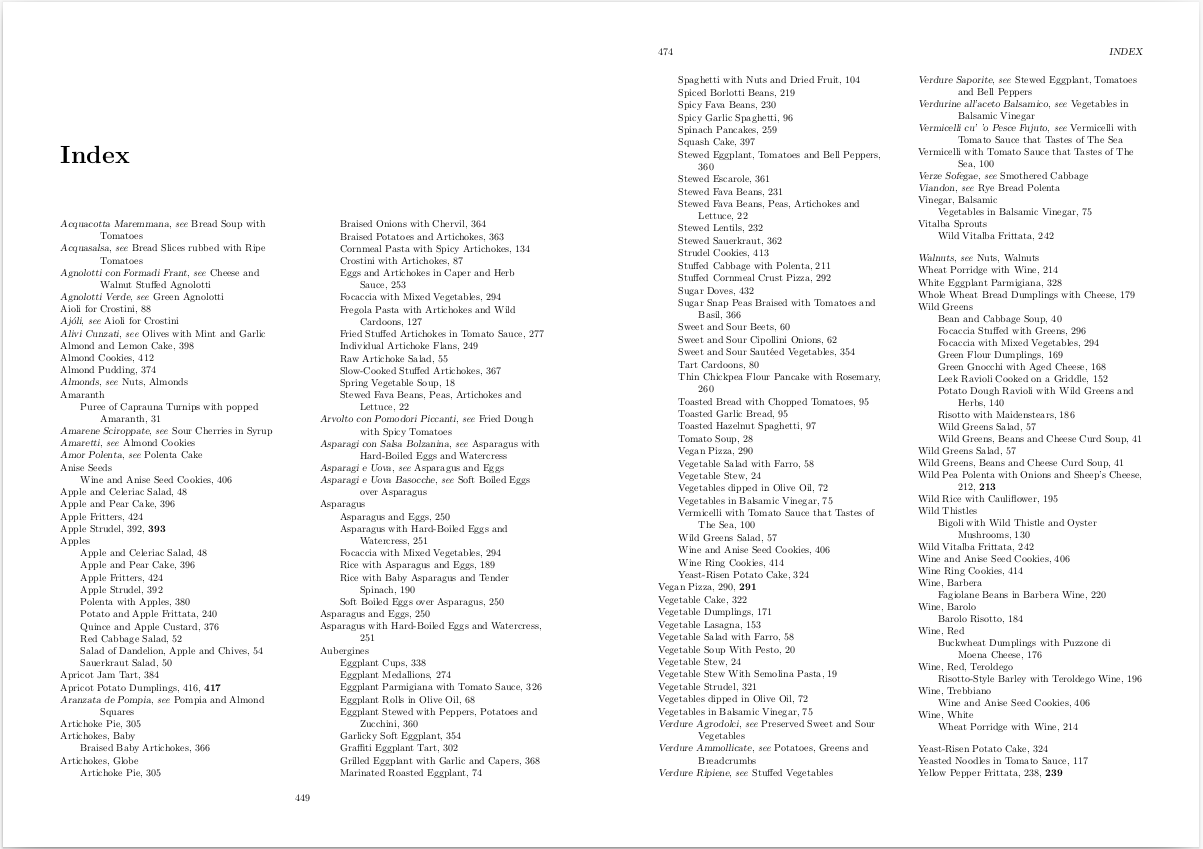 Index
Acquacotta Maremmana, see Bread Soup with
Tomatoes
Acquasalsa, see Bread Slices rubbed with Ripe
Tomatoes
Agnolotti con Formadi Frant, see Cheese and
Walnut Stuffed Agnolotti
Agnolotti Verde, see Green Agnolotti
Aioli for Crostini, 88
Ajóli, see Aioli for Crostini
Alivi Cunzati, see Olives with Mint and Garlic
Almond and Lemon Cake, 398
Almond Cookies, 412
Almond Pudding, 374
Almonds, see Nuts, Almonds
Amaranth
Puree of Caprauna Turnips with popped
Amaranth, 31
Amarene Sciroppate, see Sour Cherries in Syrup
Amaretti, see Almond Cookies
Amor Polenta, see Polenta Cake
Anise Seeds
Wine and Anise Seed Cookies, 406
Apple and Celeriac Salad, 48
Apple and Pear Cake, 396
Apple Fritters, 424
Apple Strudel, 392, 393
Apples
Apple and Celeriac Salad, 48
Apple and Pear Cake, 396
Apple Fritters, 424
Apple Strudel, 392
Polenta with Apples, 380
Potato and Apple Frittata, 240
Quince and Apple Custard, 376
Red Cabbage Salad, 52
Salad of Dandelion, Apple and Chives, 54
Sauerkraut Salad, 50
Apricot Jam Tart, 384
Apricot Potato Dumplings, 416, 417
Aranzata de Pompia, see Pompia and Almond
Squares
Artichoke Pie, 305
Artichokes, Baby
Braised Baby Artichokes, 366
Artichokes, Globe
Artichoke Pie, 305
Braised Onions with Chervil, 364
Braised Potatoes and Artichokes, 363
Cornmeal Pasta with Spicy Artichokes, 134
Crostini with Artichokes, 87
Eggs and Artichokes in Caper and Herb
Sauce, 253
Focaccia with Mixed Vegetables, 294
Fregola Pasta with Artichokes and Wild
Cardoons, 127
Fried Stuffed Artichokes in Tomato Sauce, 277
Individual Artichoke Flans, 249
Raw Artichoke Salad, 55
Slow-Cooked Stuffed Artichokes, 367
Spring Vegetable Soup, 18
Stewed Fava Beans, Peas, Artichokes and
Lettuce, 22
Arvolto con Pomodori Piccanti, see Fried Dough
with Spicy Tomatoes
Asparagi con Salsa Bolzanina, see Asparagus with
Hard-Boiled Eggs and Watercress
Asparagi e Uova, see Asparagus and Eggs
Asparagi e Uova Basocche, see Soft Boiled Eggs
over Asparagus
Asparagus
Asparagus and Eggs, 250
Asparagus with Hard-Boiled Eggs and
Watercress, 251
Focaccia with Mixed Vegetables, 294
Rice with Asparagus and Eggs, 189
Rice with Baby Asparagus and Tender
Spinach, 190
Soft Boiled Eggs over Asparagus, 250
Asparagus and Eggs, 250
Asparagus with Hard-Boiled Eggs and Watercress,
251
Aubergines
Eggplant Cups, 338
Eggplant Medallions, 274
Eggplant Parmigiana with Tomato Sauce, 326
Eggplant Rolls in Olive Oil, 68
Eggplant Stewed with Peppers, Potatoes and
Zucchini, 360
Garlicky Soft Eggplant, 354
Graffiti Eggplant Tart, 302
Grilled Eggplant with Garlic and Capers, 368
Marinated Roasted Eggplant, 74
449
474
INDEX
Spaghetti with Nuts and Dried Fruit, 104
Spiced Borlotti Beans, 219
Spicy Fava Beans, 230
Spicy Garlic Spaghetti, 96
Spinach Pancakes, 259
Squash Cake, 397
Stewed Eggplant, Tomatoes and Bell Peppers,
360
Stewed Escarole, 361
Stewed Fava Beans, 231
Stewed Fava Beans, Peas, Artichokes and
Lettuce, 22
Stewed Lentils, 232
Stewed Sauerkraut, 362
Strudel Cookies, 413
Stuffed Cabbage with Polenta, 211
Stuffed Cornmeal Crust Pizza, 292
Sugar Doves, 432
Sugar Snap Peas Braised with Tomatoes and
Basil, 366
Sweet and Sour Beets, 60
Sweet and Sour Cipollini Onions, 62
Sweet and Sour Sautéed Vegetables, 354
Tart Cardoons, 80
Thin Chickpea Flour Pancake with Rosemary,
260
Toasted Bread with Chopped Tomatoes, 95
Toasted Garlic Bread, 95
Toasted Hazelnut Spaghetti, 97
Tomato Soup, 28
Vegan Pizza, 290
Vegetable Salad with Farro, 58
Vegetable Stew, 24
Vegetables dipped in Olive Oil, 72
Vegetables in Balsamic Vinegar, 75
Vermicelli with Tomato Sauce that Tastes of
The Sea, 100
Wild Greens Salad, 57
Wine and Anise Seed Cookies, 406
Wine Ring Cookies, 414
Yeast-Risen Potato Cake, 324
Vegan Pizza, 290, 291
Vegetable Cake, 322
Vegetable Dumplings, 171
Vegetable Lasagna, 153
Vegetable Salad with Farro, 58
Vegetable Soup With Pesto, 20
Vegetable Stew, 24
Vegetable Stew With Semolina Pasta, 19
Vegetable Strudel, 321
Vegetables dipped in Olive Oil, 72
Vegetables in Balsamic Vinegar, 75
Verdure Agrodolci, see Preserved Sweet and Sour
Vegetables
Verdure Ammollicate, see Potatoes, Greens and
Breadcrumbs
Verdure Ripiene, see Stuffed Vegetables
Verdure Saporite, see Stewed Eggplant, Tomatoes
and Bell Peppers
Verdurine all'aceto Balsamico, see Vegetables in
Balsamic Vinegar
Vermicelli cu' 'o Pesce Fujuto, see Vermicelli with
Tomato Sauce that Tastes of The Sea
Vermicelli with Tomato Sauce that Tastes of The
Sea, 100
Verze Sofegae, see Smothered Cabbage
Viandon, see Rye Bread Polenta
Vinegar, Balsamic
Vegetables in Balsamic Vinegar, 75
Vitalba Sprouts
Wild Vitalba Frittata, 242
Walnuts, see Nuts, Walnuts
Wheat Porridge with Wine, 214
White Eggplant Parmigiana, 328
Whole Wheat Bread Dumplings with Cheese, 179
Wild Greens
Bean and Cabbage Soup, 40
Focaccia Stuffed with Greens, 296
Focaccia with Mixed Vegetables, 294
Green Flour Dumplings, 169
Green Gnocchi with Aged Cheese, 168
Leek Ravioli Cooked on a Griddle, 152
Potato Dough Ravioli with Wild Greens and
Herbs, 140
Risotto with Maidenstears, 186
Wild Greens Salad, 57
Wild Greens, Beans and Cheese Curd Soup, 41
Wild Greens Salad, 57
Wild Greens, Beans and Cheese Curd Soup, 41
Wild Pea Polenta with Onions and Sheep's Cheese,
212, 213
Wild Rice with Cauliflower, 195
Wild Thistles
Bigoli with Wild Thistle and Oyster
Mushrooms, 130
Wild Vitalba Frittata, 242
Wine and Anise Seed Cookies, 406
Wine Ring Cookies, 414
Wine, Barbera
Fagiolane Beans in Barbera Wine, 220
Wine, Barolo
Barolo Risotto, 184
Wine, Red
Buckwheat Dumplings with Puzzone di
Moena Cheese, 176
Wine, Red, Teroldego
Risotto-Style Barley with Teroldego Wine, 196
Wine, Trebbiano
Wine and Anise Seed Cookies, 406
Wine, White
Wheat Porridge with Wine, 214
Yeast-Risen Potato Cake, 324
Yeasted Noodles in Tomato Sauce, 117
Yellow Pepper Frittata, 238, 239